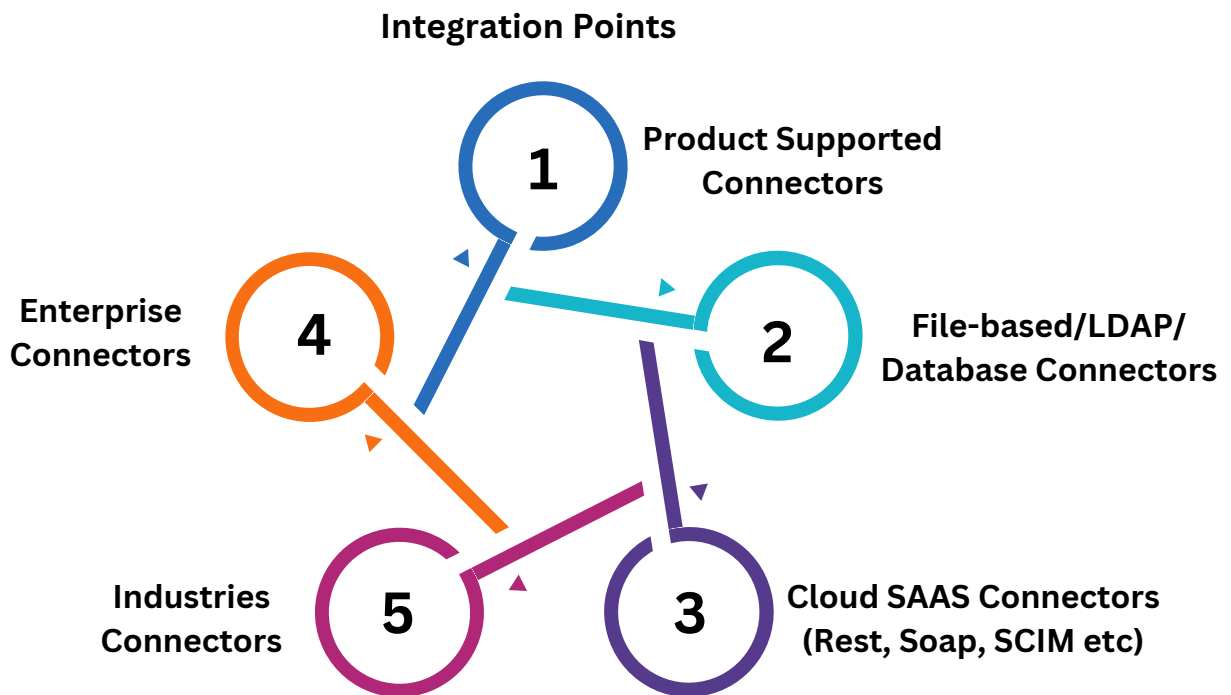 Integration Points
1
Product Supported
Connectors
2
File-based/LDAP/
Database Connectors
3
Cloud SAAS Connectors
(Rest, Soap, SCIM etc)
4
Enterprise
Connectors
5
Industries
Connectors